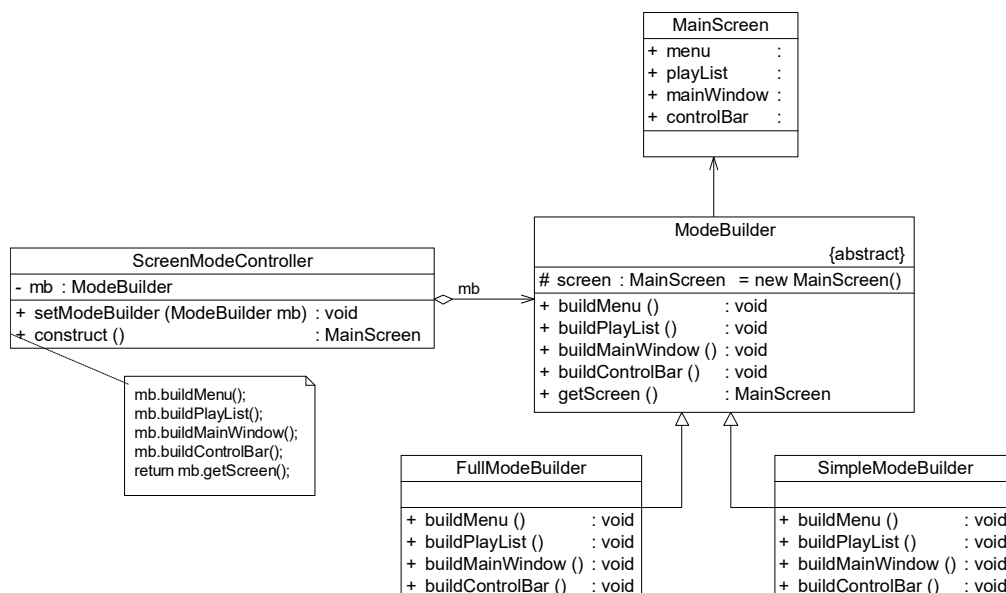 MainScreen
+ menu :
+ playList :
+ mainWindow :
+ controlBar :
ModeBuilder
{abstract}
# screen : MainScreen = new MainScreen()
+ buildMenu () : void
+ buildPlayList () : void
+ buildMainWindow () : void
+ buildControlBar () : void
+ getScreen () : MainScreen
ScreenModeController
- mb : ModeBuilder
+ setModeBuilder (ModeBuilder mb) : void
+ construct () : MainScreen
mb
mb.buildMenu();
mb.buildPlayList();
mb.buildMainWindow();
mb.buildControlBar();
return mb.getScreen();
FullModeBuilder
+ buildMenu () : void
+ buildPlayList () : void
+ buildMainWindow () : void
+ buildControlBar () : void
SimpleModeBuilder
+ buildMenu () : void
+ buildPlayList () : void
+ buildMainWindow () : void
+ buildControlBar () : void